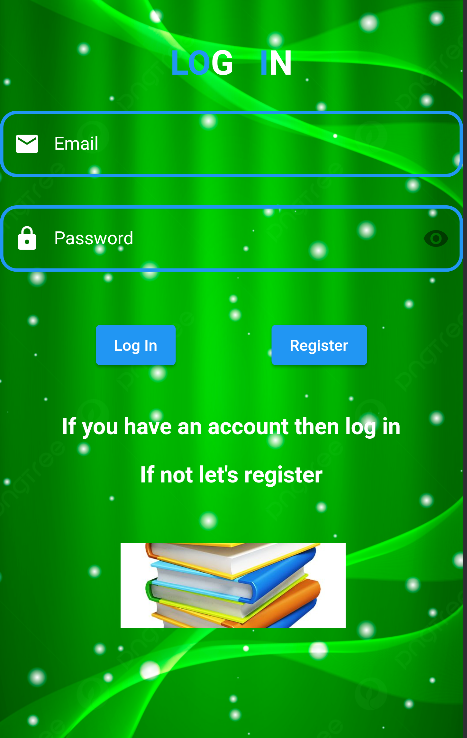 LOG IN
Email
Password
Log In
Register
If you have an account then log in
If not let's register